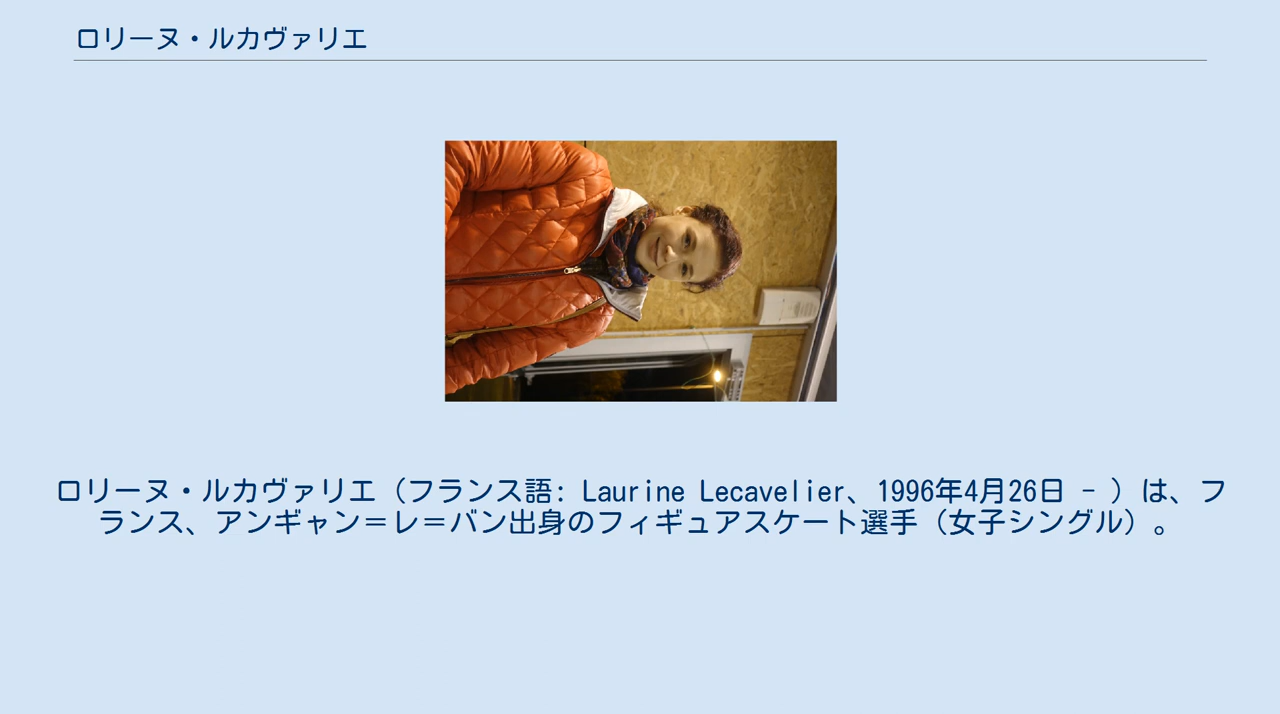 ロリーヌ・ルカヴァリエ
ロリーヌ・ルカヴァリエ（フランス語: Laurine Lecavelier、1996年4月26日 - ）は、フ
ランス、アンギャン＝レ＝バン出身のフィギュアスケート選手（女子シングル）。